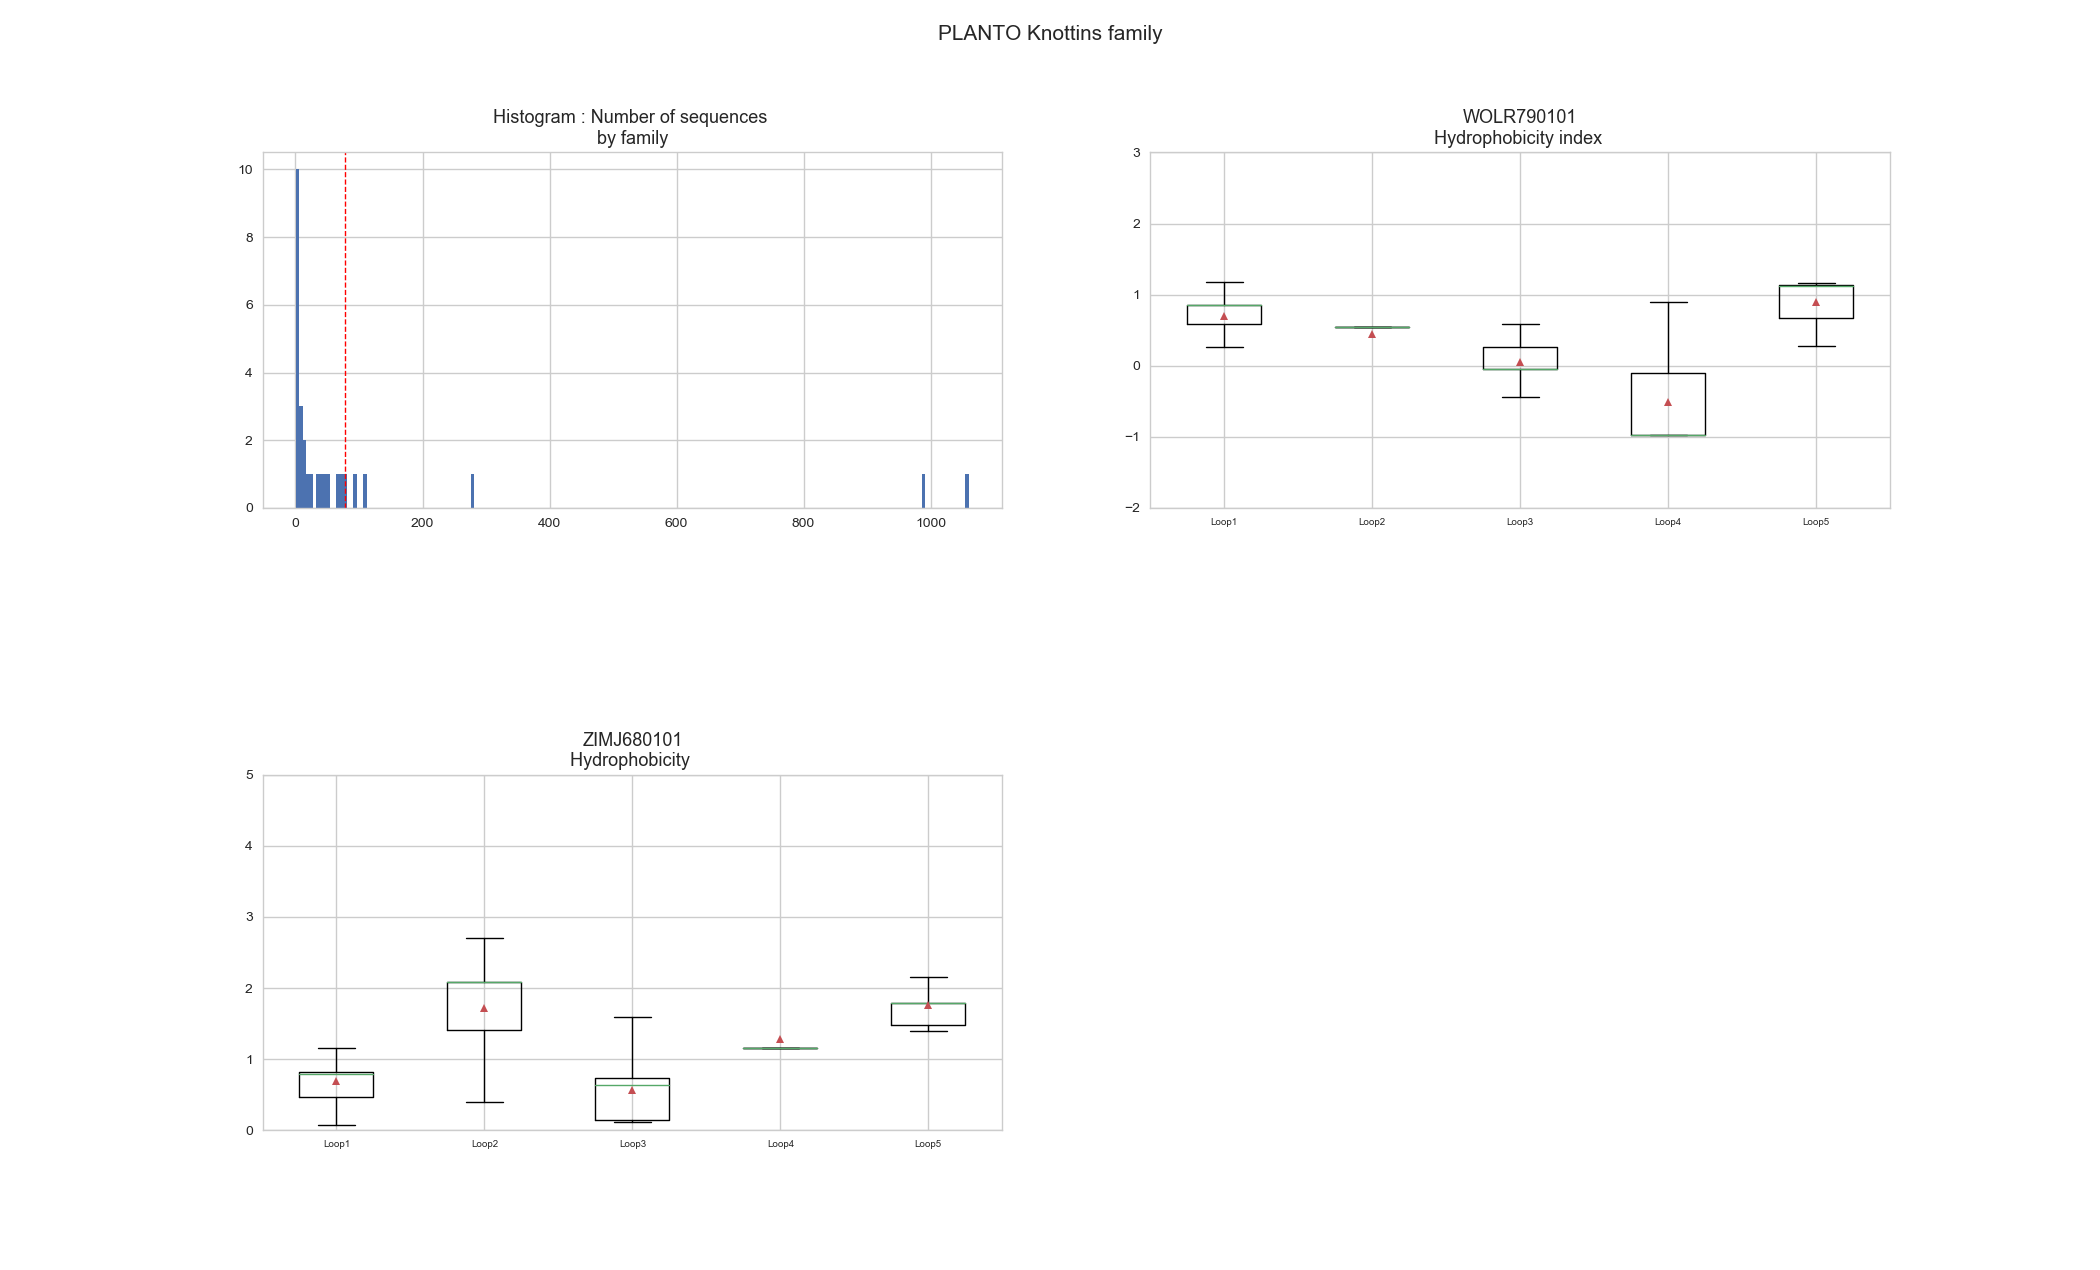 PLANTO Knottins family
Histogram : Number of sequences
by family
10
8
6
4
2
0
0 200 400 600 800 1000
WOLR790101
Hydrophobicity index
3
2
1
0
−1
−2
Loop1 Loop2 Loop3 Loop4 Loop5
ZIMJ680101
Hydrophobicity
5
4
3
2
1
0
Loop1 Loop2 Loop3 Loop4 Loop5